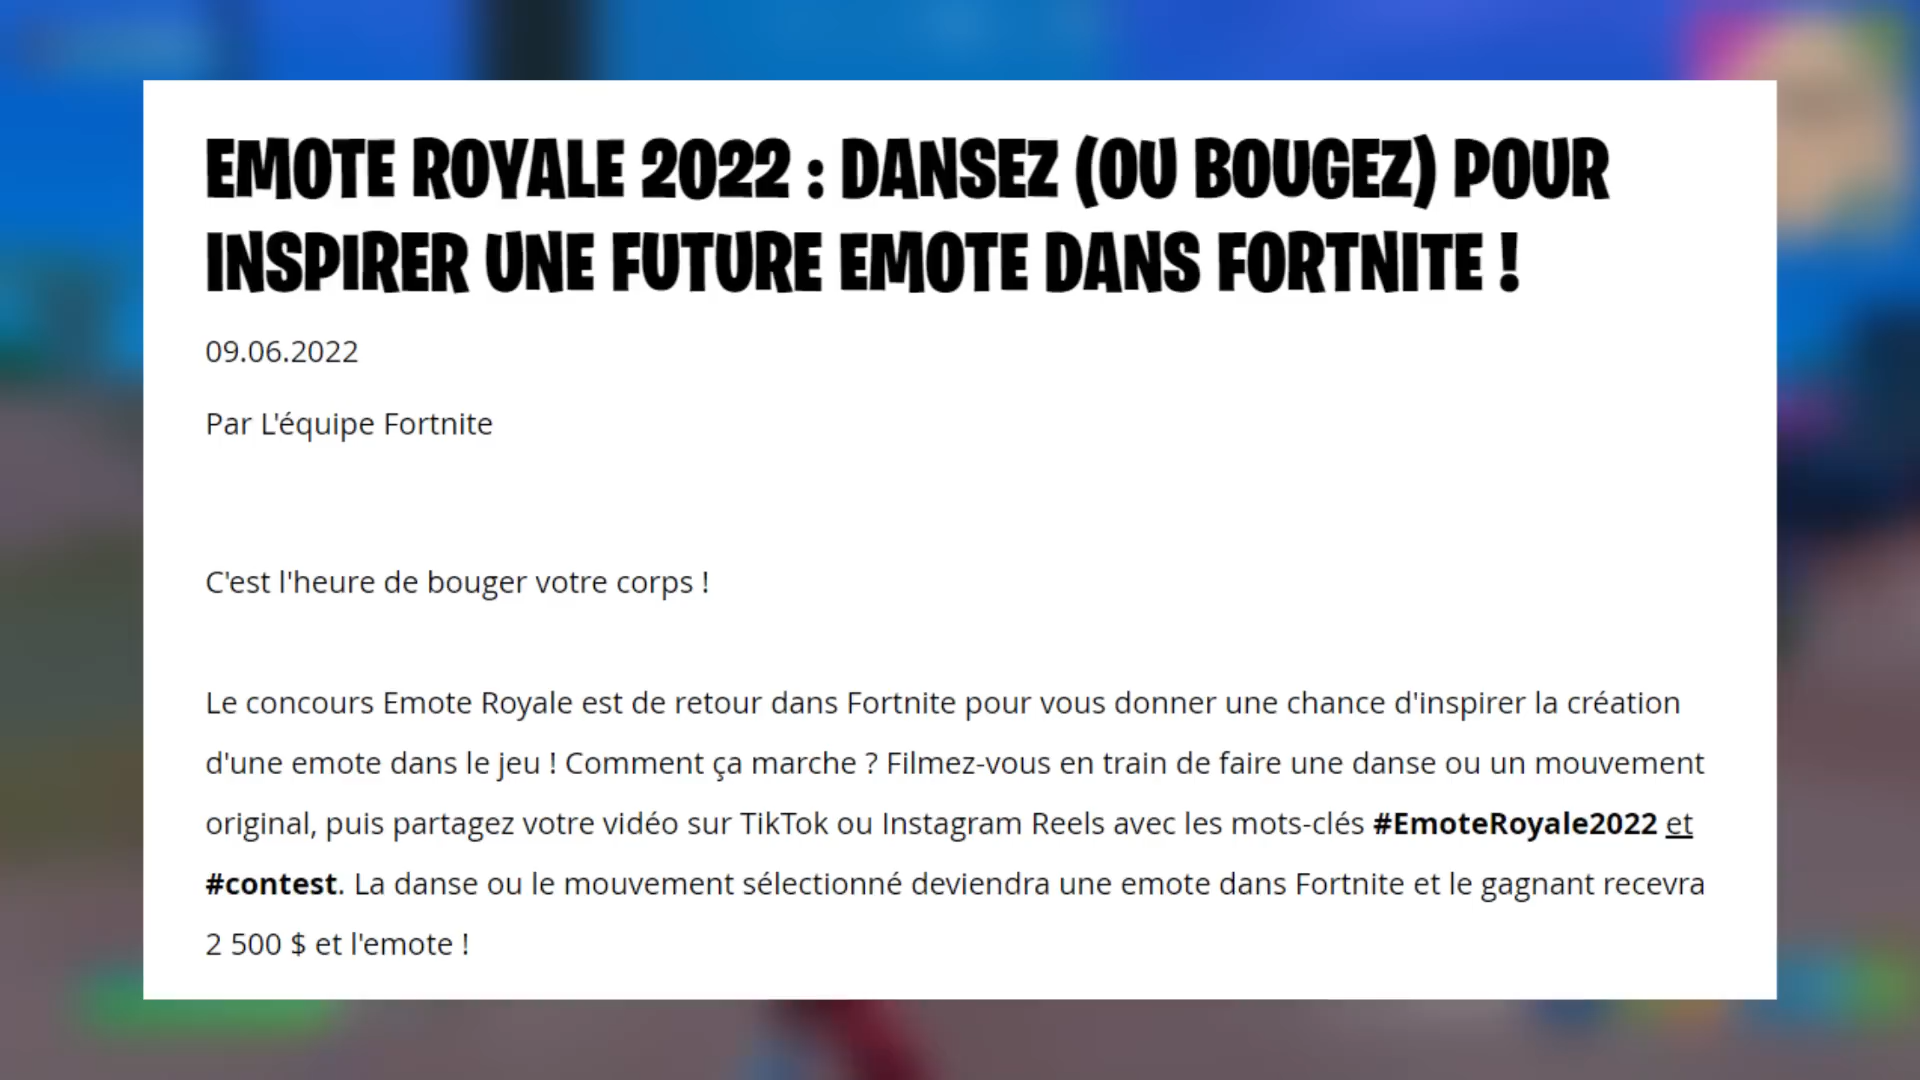 EMOTE ROYALE 2022 : DANSEZ (OU BOUGEZ) POUR
INSPIRER UNE FUTURE EMOTE DANS FORTNITE !
09.06.2022
Par L'équipe Fortnite
C'est l'heure de bouger votre corps !
Le concours Emote Royale est de retour dans Fortnite pour vous donner une chance d'inspirer la création
d'une emote dans le jeu ! Comment ça marche ? Filmez-vous en train de faire une danse ou un mouvement
original, puis partagez votre vidéo sur TikTok ou Instagram Reels avec les mots-clés #EmoteRoyale2022 et
#contest. La danse ou le mouvement sélectionné deviendra une emote dans Fortnite et le gagnant recevra
2 500 $ et l'emote !